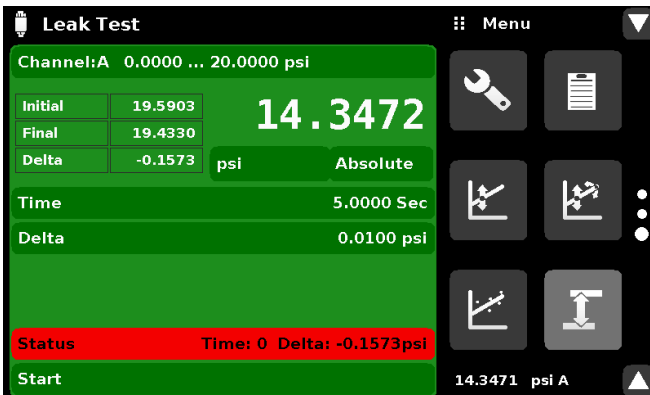 Leak Test
Menu
Channel:A 0.0000 ... 20.0000 psi
Initial 19.5903
Final 19.4330
Delta -0.1573
14.3472
psi Absolute
Time 5.0000 Sec
Delta 0.0100 psi
Status Time: 0 Delta: -0.1573psi
Start
14.3471 psi A